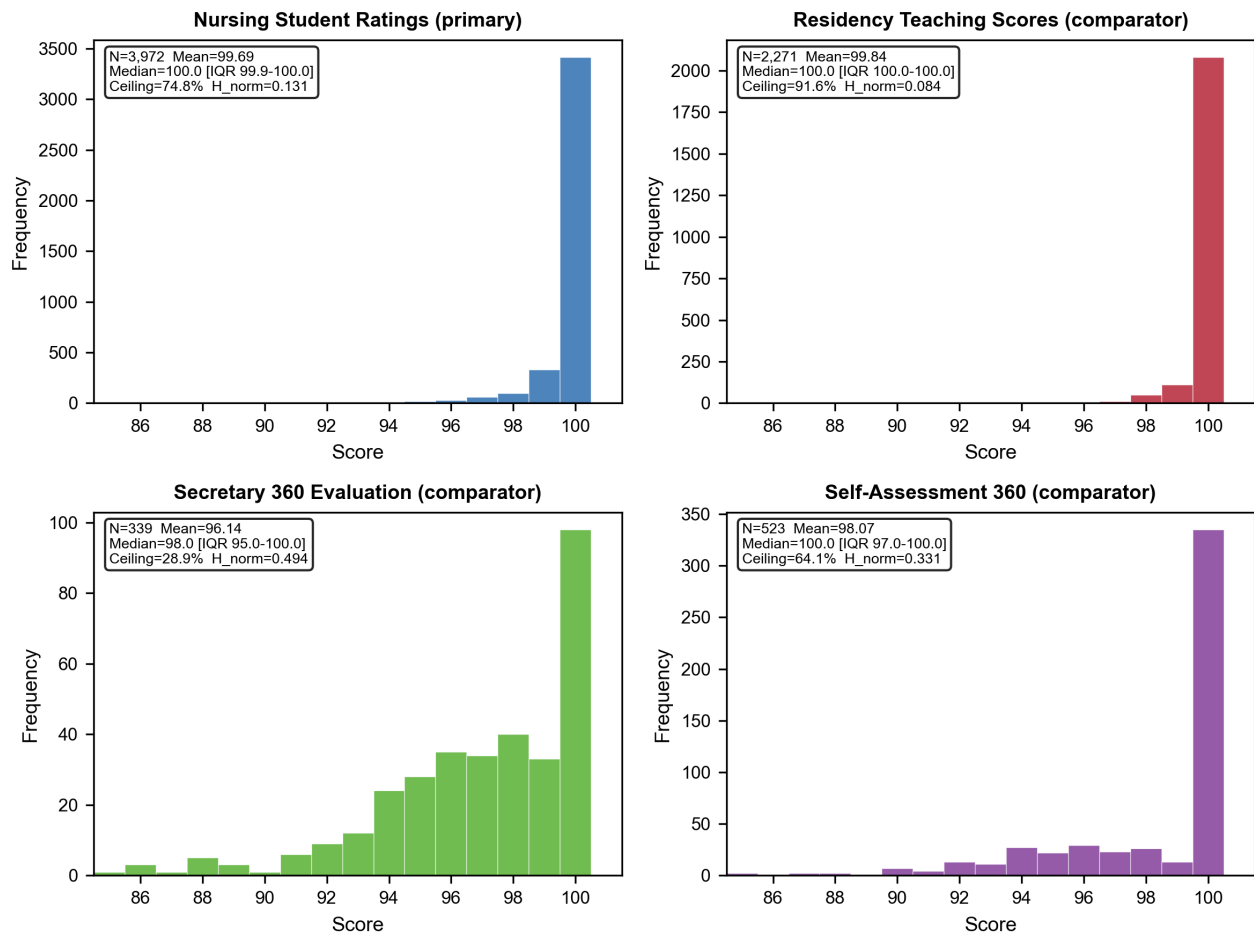 Nursing Student Ratings (primary)
N=3,972 Mean=99.69
Median=100.0 [IQR 99.9-100.0]
Ceiling=74.8% H_norm=0.131
Frequency
3500
3000
2500
2000
1500
1000
500
0
86 88 90 92 94 96 98 100
Score
Residency Teaching Scores (comparator)
N=2,271 Mean=99.84
Median=100.0 [IQR 100.0-100.0]
Ceiling=91.6% H_norm=0.084
Frequency
2000
1750
1500
1250
1000
750
500
250
0
86 88 90 92 94 96 98 100
Score
Secretary 360 Evaluation (comparator)
N=339 Mean=96.14
Median=98.0 [IQR 95.0-100.0]
Ceiling=28.9% H_norm=0.494
Frequency
100
80
60
40
20
0
86 88 90 92 94 96 98 100
Score
Self-Assessment 360 (comparator)
N=523 Mean=98.07
Median=100.0 [IQR 97.0-100.0]
Ceiling=64.1% H_norm=0.331
Frequency
350
300
250
200
150
100
50
0
86 88 90 92 94 96 98 100
Score